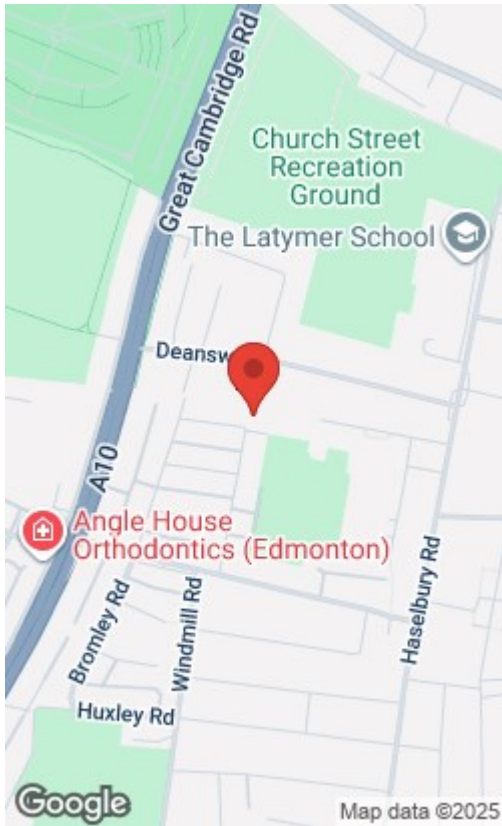 Great Cambridge Rd
Church Street
Recreation
Ground
The Latymer School
Deansw
A10
Angle House
Orthodontics (Edmonton)
Haselbury Rd
Bromley Rd
Windmill Rd
Huxley Rd
Google
Map data ©2025